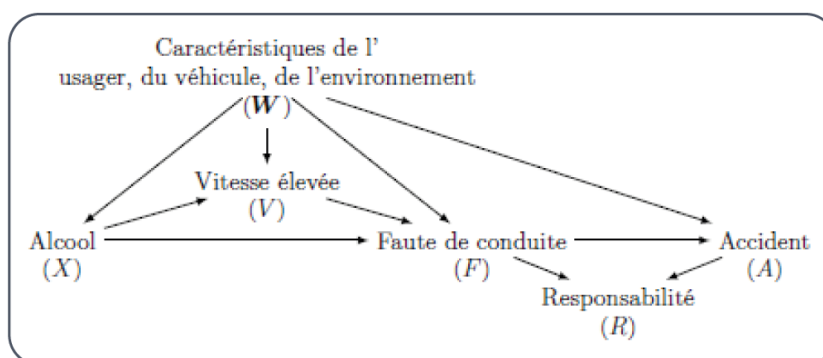 Caractéristiques de l'
usager, du véhicule, de l'environnement
(W)
Vitesse élevée
(V)
Alcool
(X)
Faute de conduite
(F)
Accident
(A)
Responsabilité
(R)